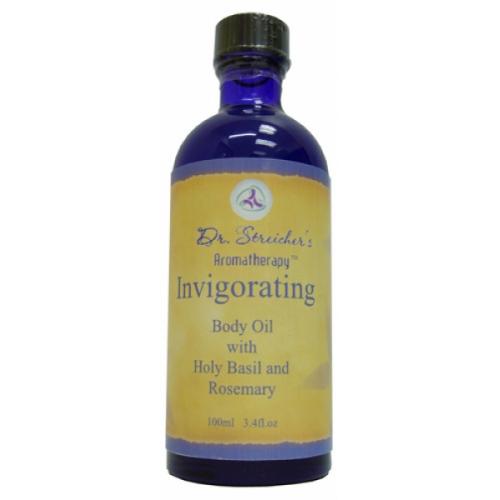 Dr. Streicher's
Aromatherapy™
Invigorating
Body Oil
with
Holy Basil and
Rosemary
100ml 3.4fl.oz